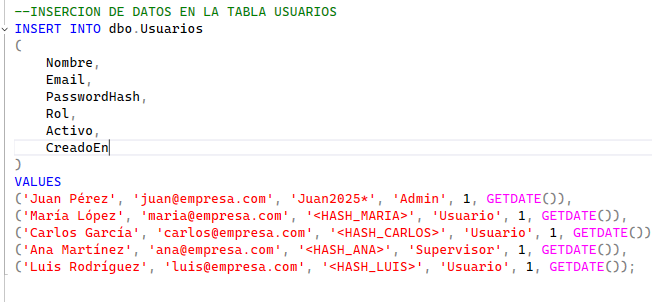 --INSERCION DE DATOS EN LA TABLA USUARIOS
INSERT INTO dbo.Usuarios
(
    Nombre,
    Email,
    PasswordHash,
    Rol,
    Activo,
    CreadoEn
)
VALUES
('Juan Pérez', 'juan@empresa.com', 'Juan2025*', 'Admin', 1, GETDATE()),
('María López', 'maria@empresa.com', '<HASH_MARIA>', 'Usuario', 1, GETDATE()),
('Carlos García', 'carlos@empresa.com', '<HASH_CARLOS>', 'Usuario', 1, GETDATE())
('Ana Martínez', 'ana@empresa.com', '<HASH_ANA>', 'Supervisor', 1, GETDATE()),
('Luis Rodríguez', 'luis@empresa.com', '<HASH_LUIS>', 'Usuario', 1, GETDATE());